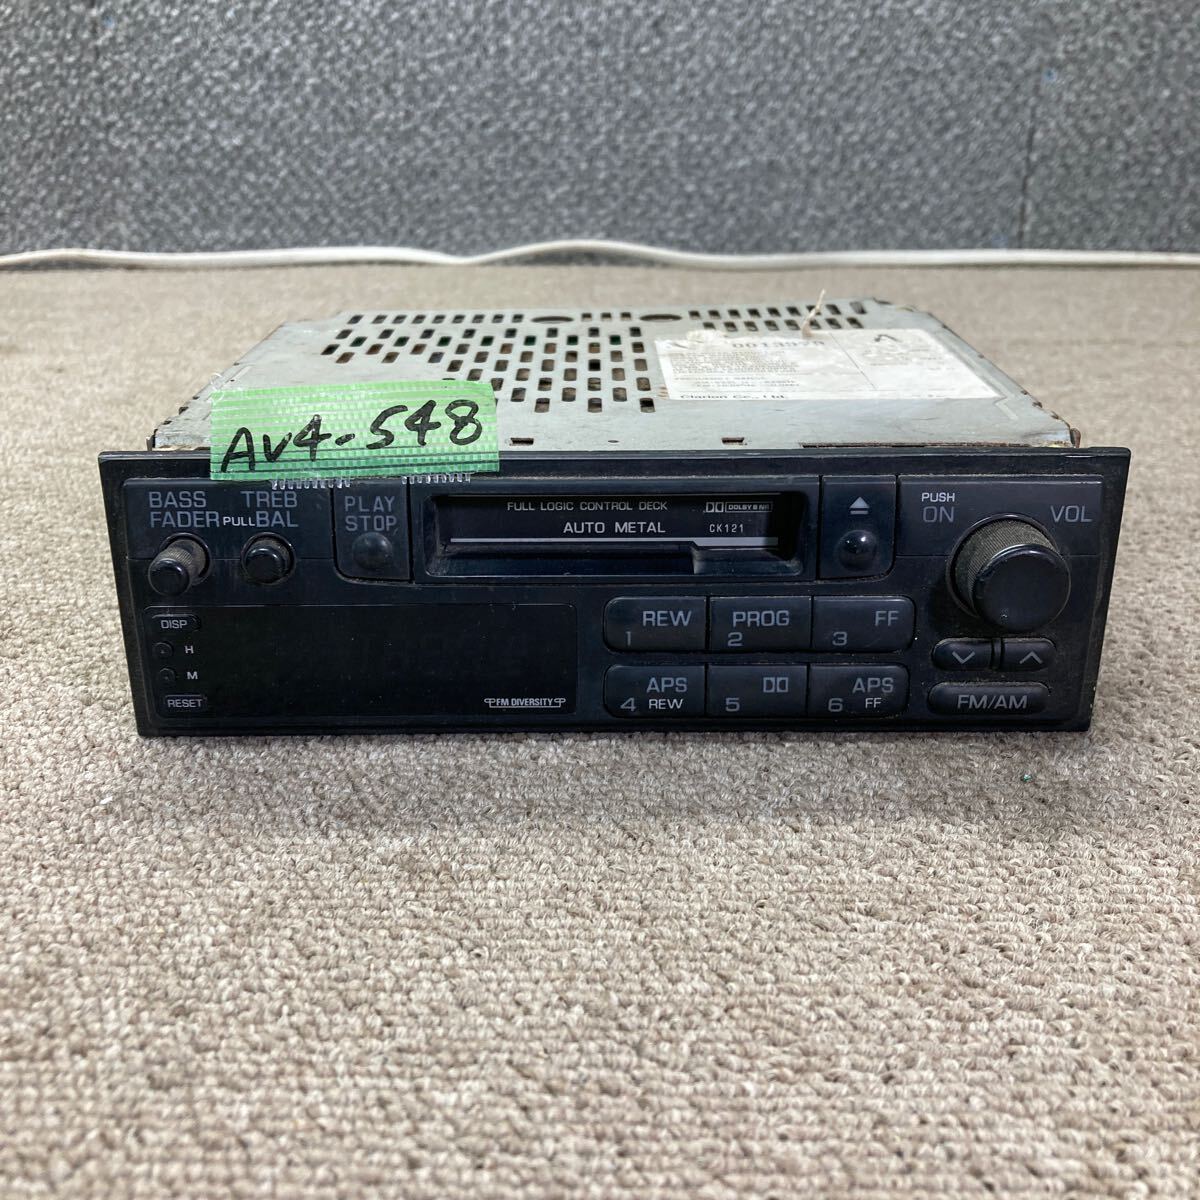 0013979
A
Clarion Co., Ltd.
AV4-548
BASS TREB
FADER PULL BAL
PLAY
STOP
FULL LOGIC CONTROL DECK DOLBY B NR
AUTO METAL CK121
PUSH
ON
VOL
DISP
H
M
RESET
FM DIVERSITY
REW
1
PROG
2
FF
3
APS
4 REW
5
APS
6 FF
FM/AM